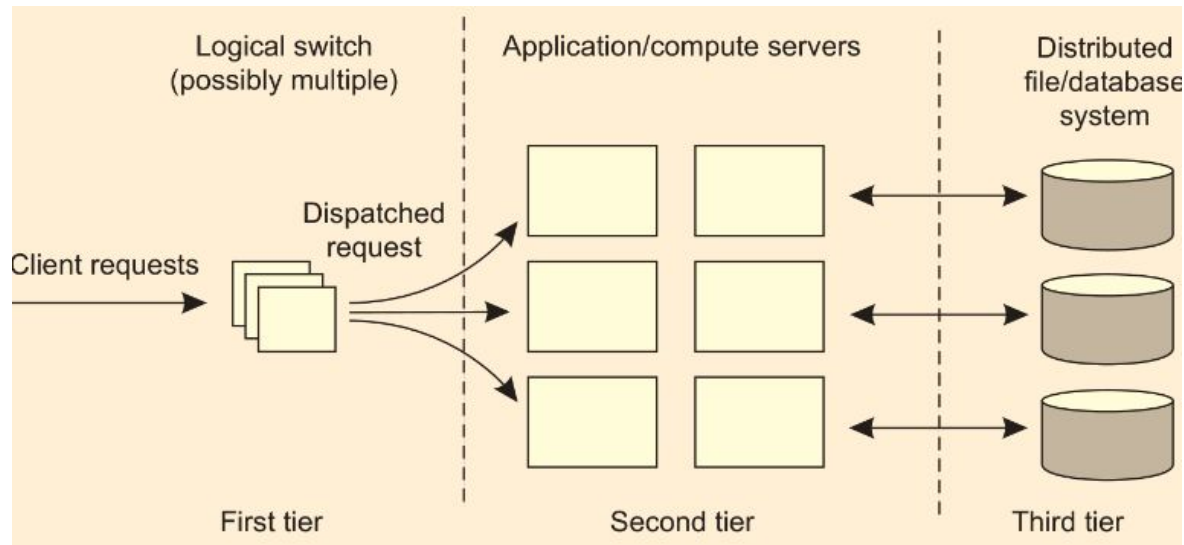 Logical switch
(possibly multiple)
Application/compute servers
Distributed
file/database
system
Dispatched
request
Client requests
First tier
Second tier
Third tier